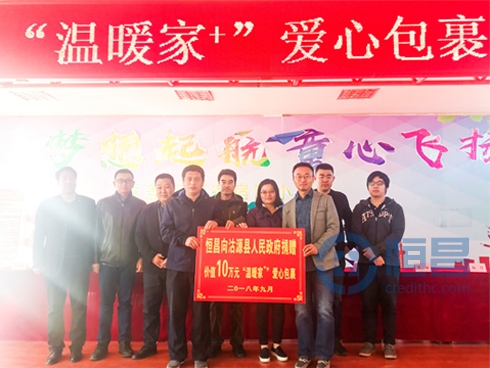 “温暖家+”爱心包裹
梦想起航 童心飞扬
恒昌向沽源县人民政府捐赠
价值10万元“温暖家+”爱心包裹
二〇一八年九月
恒昌
credithc.com